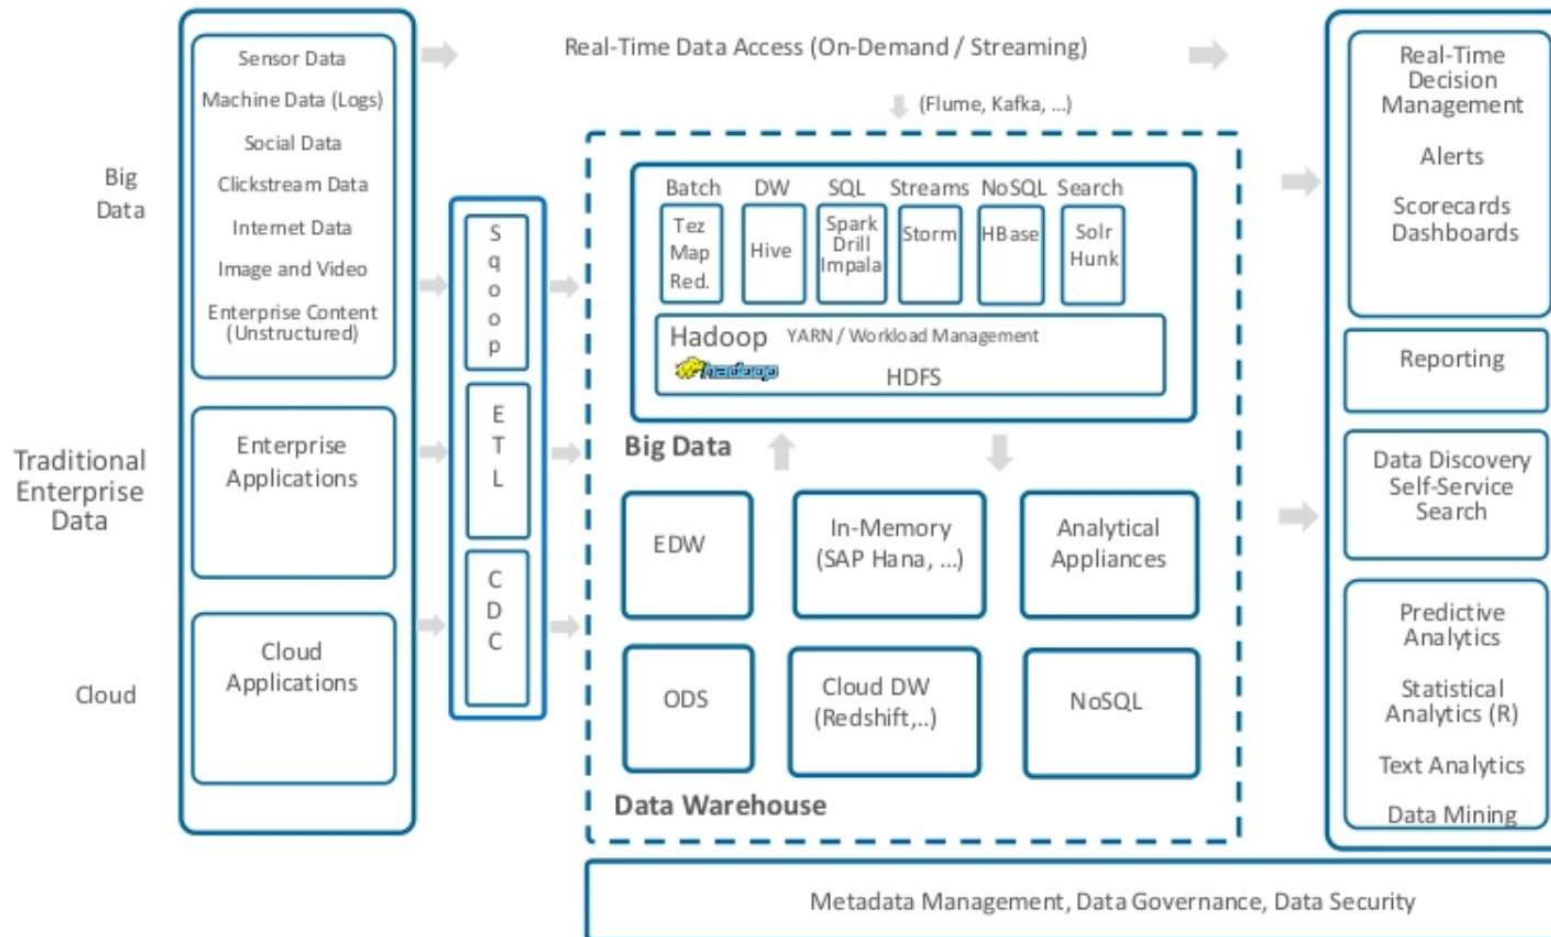 Big
Data
Traditional
Enterprise
Data
Cloud
Sensor Data
Machine Data (Logs)
Social Data
Clickstream Data
Internet Data
Image and Video
Enterprise Content
(Unstructured)
Enterprise
Applications
Cloud
Applications
S
q
o
o
p
E
T
L
C
D
C
Real-Time Data Access (On-Demand / Streaming)
(Flume, Kafka, ...)
Batch
DW
SQL
Streams
NoSQL
Search
Tez
Map
Red.
Hive
Spark
Drill
Impala
Storm
HBase
Solr
Hunk
Hadoop YARN / Workload Management
hadoop
HDFS
Big Data
EDW
In-Memory
(SAP Hana, ...)
Analytical
Appliances
ODS
Cloud DW
(Redshift,..)
NoSQL
Data Warehouse
Real-Time
Decision
Management
Alerts
Scorecards
Dashboards
Reporting
Data Discovery
Self-Service
Search
Predictive
Analytics
Statistical
Analytics (R)
Text Analytics
Data Mining
Metadata Management, Data Governance, Data Security